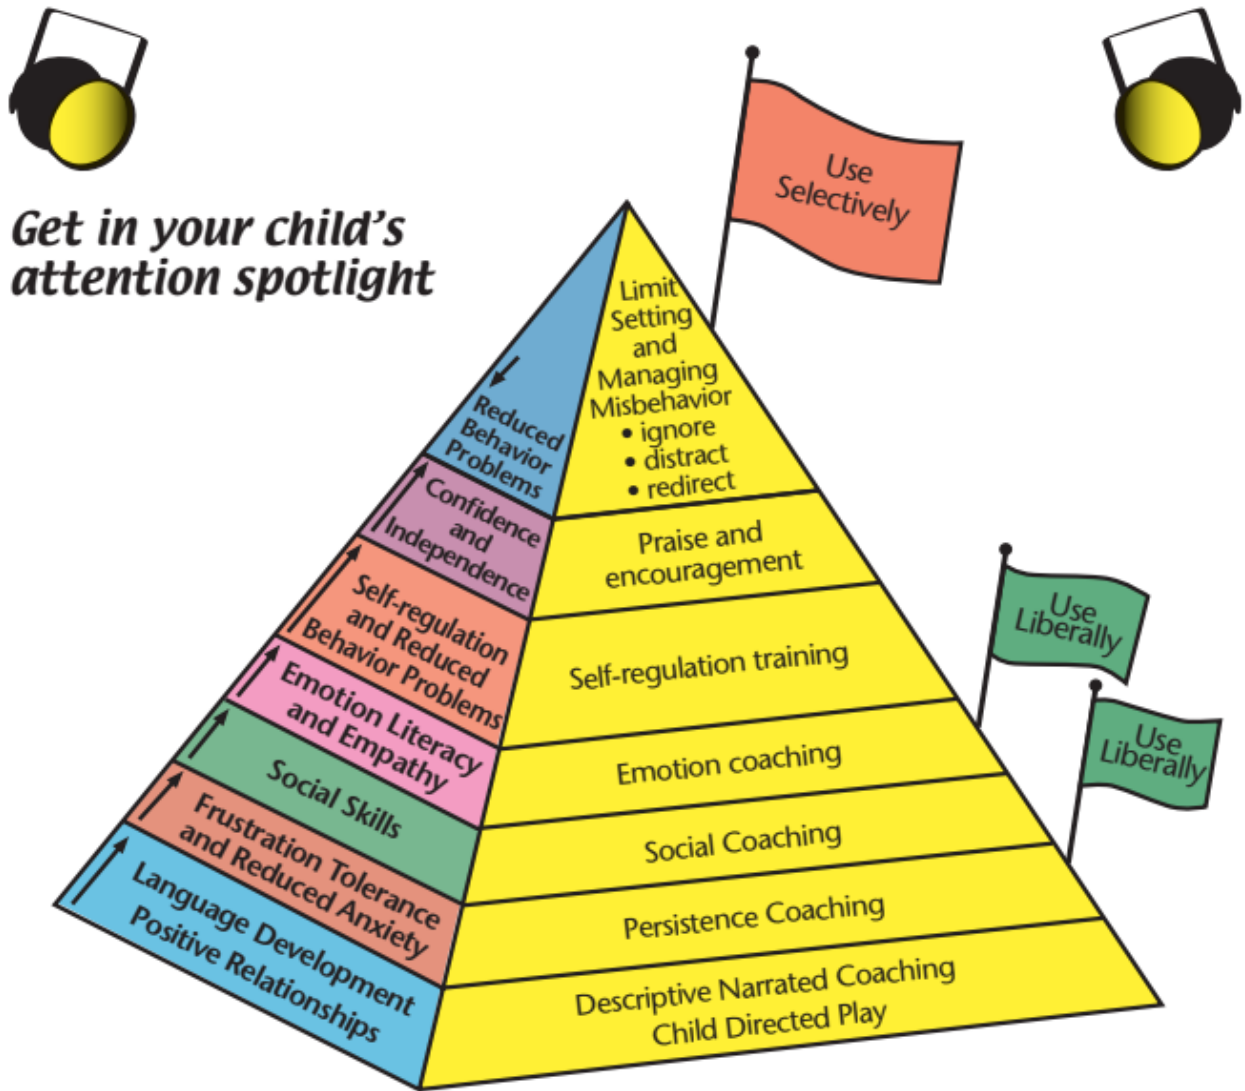 Get in your child's
attention spotlight
Use
Selectively
Limit
Setting
and
Managing
Misbehavior
• ignore
• distract
• redirect
Reduced
Behavior
Problems
Praise and
encouragement
Confidence
and
Independence
Self-regulation training
Self-regulation
and Reduced
Behavior Problems
Use
Liberally
Emotion coaching
Emotion Literacy
and Empathy
Use
Liberally
Social Coaching
Social Skills
Persistence Coaching
Frustration Tolerance
and Reduced Anxiety
Descriptive Narrated Coaching
Child Directed Play
Language Development
Positive Relationships